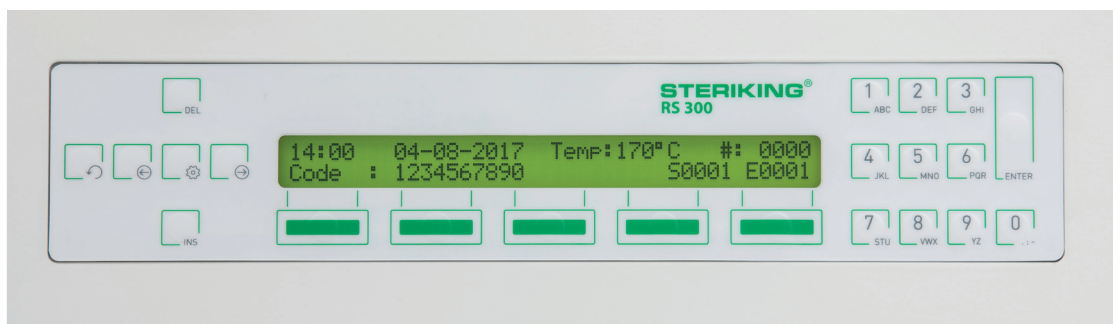 STERIKING®
RS 300
DEL
INS
14:00 04-08-2017 Temp:170°C #: 0000
Code : 1234567890 S0001 E0001
1 ABC 2 DEF 3 GHI
4 JKL 5 MNO 6 PQR ENTER
7 STU 8 VWX 9 YZ 0